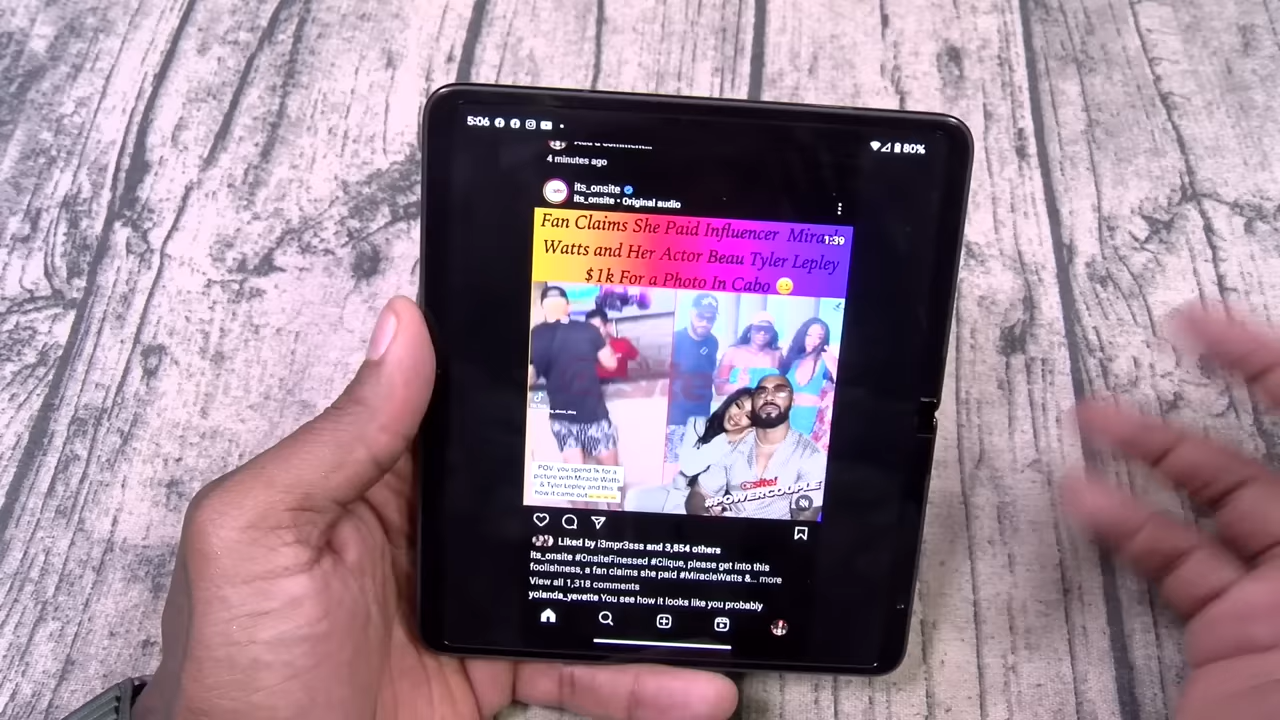 5:06
80%
4 minutes ago
its_onsite
its_onsite • Original audio
Fan Claims She Paid Influencer Miracle
1:39
Watts and Her Actor Beau Tyler Lepley
$1k For a Photo In Cabo 🥴
POV: you spend 1k for a
picture with Miracle Watts
& Tyler Lepley and this
how it came out
Onsite!
#POWERCOUPLE
Liked by i3mpr3sss and 3,854 others
its_onsite #OnsiteFinessed #Clique, please get into this
foolishness, a fan claims she paid #MiracleWatts &... more
View all 1,318 comments
yolanda_yevette You see how it looks like you probably